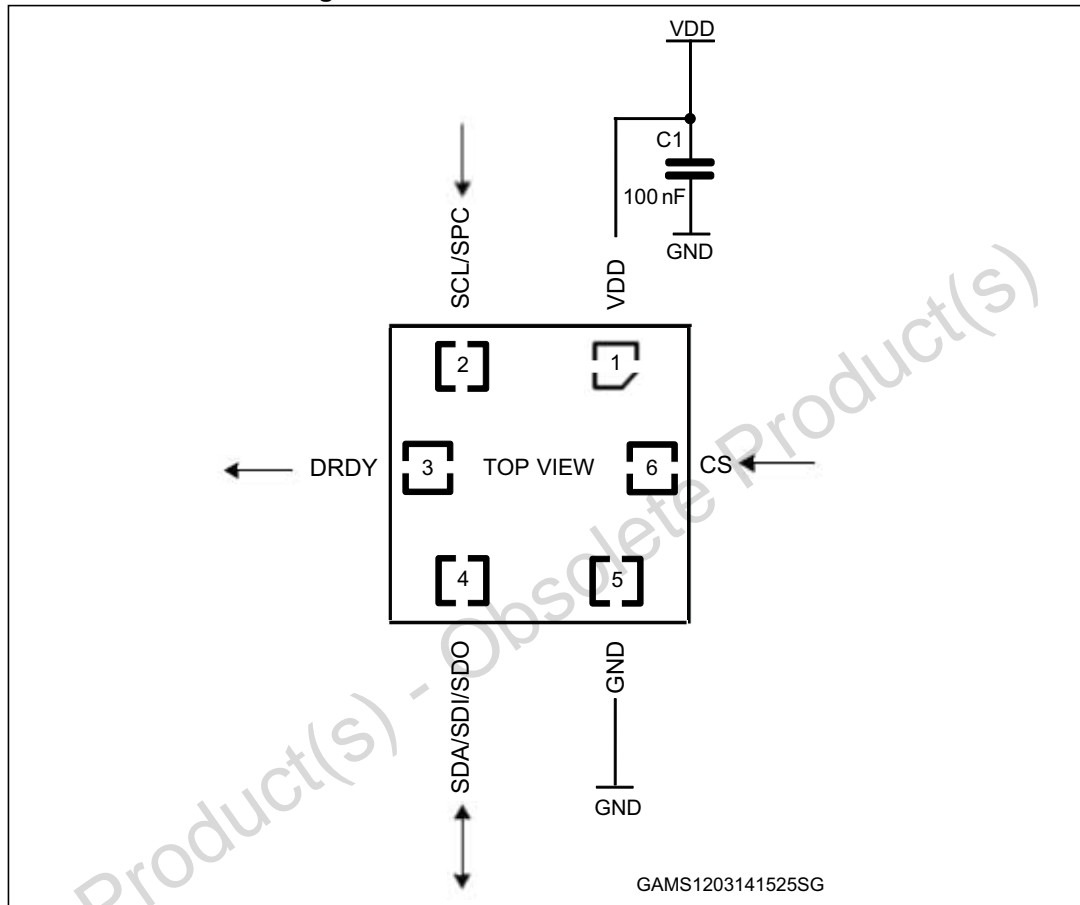 VDD
C1
100 nF
GND
SCL/SPC
VDD
2
1
DRDY
3
TOP VIEW
6
CS
4
5
SDA/SDI/SDO
GND
GND
GAMS1203141525SG
Product(s) - Obsolete Product(s)